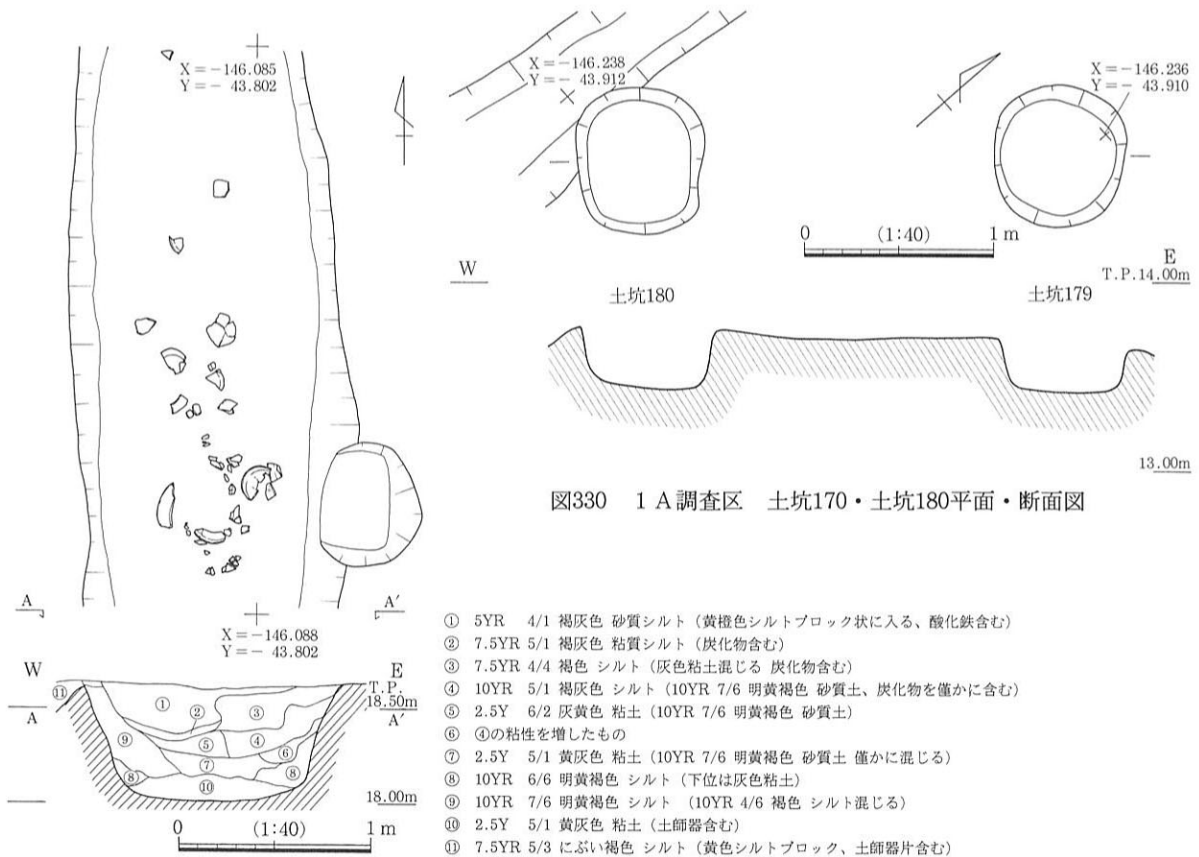 X=-146.085
Y=- 43.802
X=-146.238
Y=- 43.912
X=-146.236
Y=- 43.910
0 (1:40) 1 m
W
E
T.P.14.00m
土坑180
土坑179
13.00m
図330 1A調査区 土坑170・土坑180平面・断面図
A
A′
X=-146.088
Y=- 43.802
W
E
T.P.
18.50m
A
A′
⑪
①
②
③
④
⑤
⑥
⑦
⑧
⑧
⑨
⑩
18.00m
0 (1:40) 1 m
① 5YR 4/1 褐灰色 砂質シルト(黄橙色シルトブロック状に入る、酸化鉄含む)
② 7.5YR 5/1 褐灰色 粘質シルト(炭化物含む)
③ 7.5YR 4/4 褐色 シルト(灰色粘土混じる 炭化物含む)
④ 10YR 5/1 褐灰色 シルト(10YR 7/6 明黄褐色 砂質土、炭化物を僅かに含む)
⑤ 2.5Y 6/2 灰黄色 粘土(10YR 7/6 明黄褐色 砂質土)
⑥ ④の粘性を増したもの
⑦ 2.5Y 5/1 黄灰色 粘土(10YR 7/6 明黄褐色 砂質土 僅かに混じる)
⑧ 10YR 6/6 明黄褐色 シルト(下位は灰色粘土)
⑨ 10YR 7/6 明黄褐色 シルト (10YR 4/6 褐色 シルト混じる)
⑩ 2.5Y 5/1 黄灰色 粘土(土師器含む)
⑪ 7.5YR 5/3 にぶい褐色 シルト(黄色シルトブロック、土師器片含む)